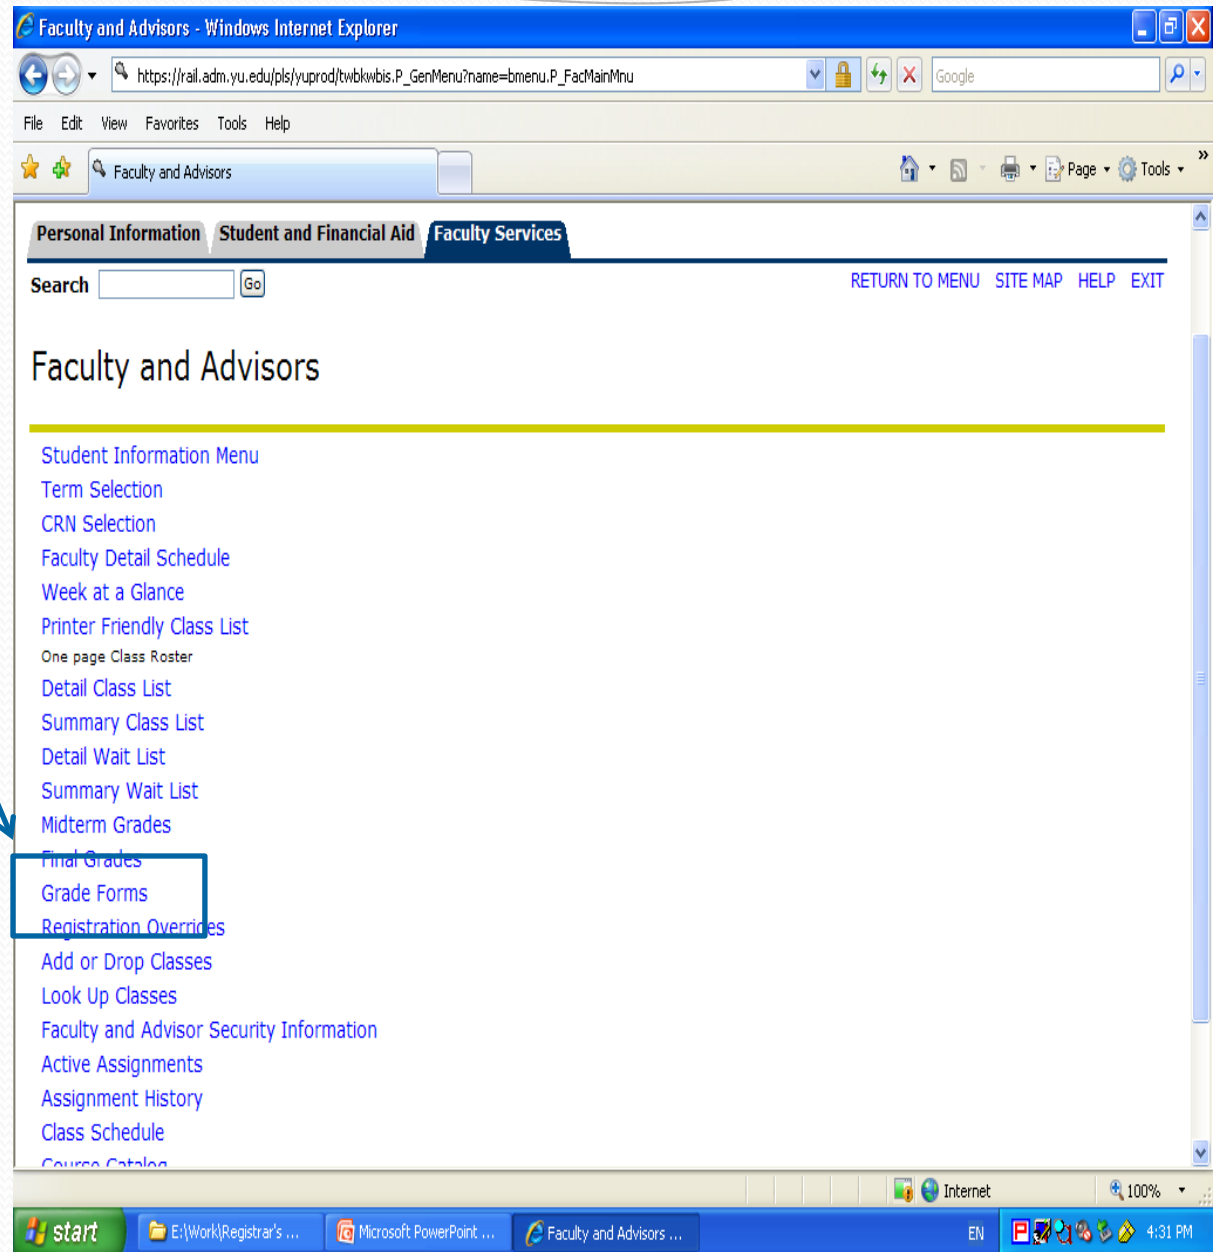 Faculty and Advisors - Windows Internet Explorer
https://rail.adm.yu.edu/pls/yuprod/twbkwbis.P_GenMenu?name=bmenu.P_FacMainMnu
Google
File Edit View Favorites Tools Help
Faculty and Advisors
Page Tools »
Personal Information Student and Financial Aid Faculty Services
Search Go RETURN TO MENU SITE MAP HELP EXIT
Faculty and Advisors
Student Information Menu
Term Selection
CRN Selection
Faculty Detail Schedule
Week at a Glance
Printer Friendly Class List
One page Class Roster
Detail Class List
Summary Class List
Detail Wait List
Summary Wait List
Midterm Grades
Final Grades
Grade Forms
Registration Overrides
Add or Drop Classes
Look Up Classes
Faculty and Advisor Security Information
Active Assignments
Assignment History
Class Schedule
Course Catalog
Internet 100%
start E:\Work\Registrar's ... Microsoft PowerPoint ... Faculty and Advisors ... EN 4:31 PM